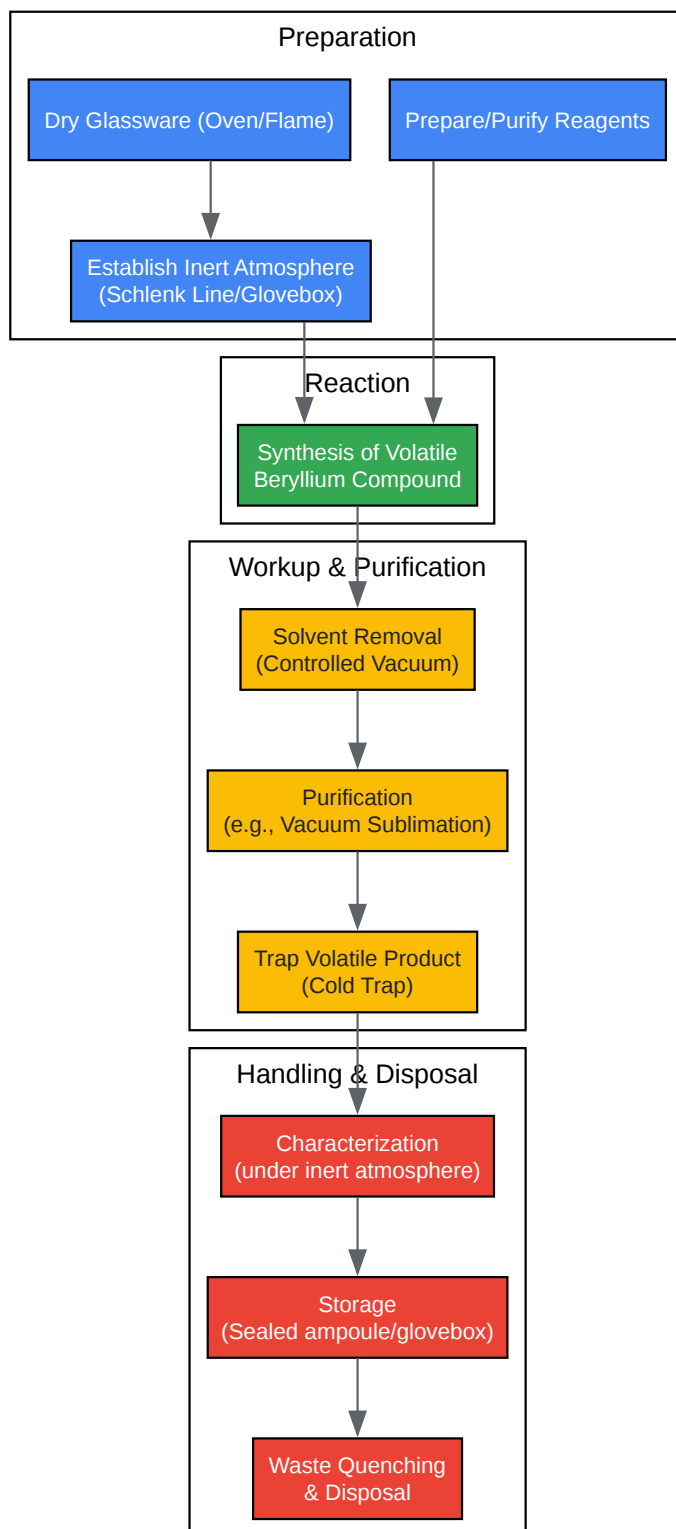 Preparation
Dry Glassware (Oven/Flame)
Prepare/Purify Reagents
Establish Inert Atmosphere
(Schlenk Line/Glovebox)
Reaction
Synthesis of Volatile
Beryllium Compound
Workup & Purification
Solvent Removal
(Controlled Vacuum)
Purification
(e.g., Vacuum Sublimation)
Trap Volatile Product
(Cold Trap)
Handling & Disposal
Characterization
(under inert atmosphere)
Storage
(Sealed ampoule/glovebox)
Waste Quenching
& Disposal